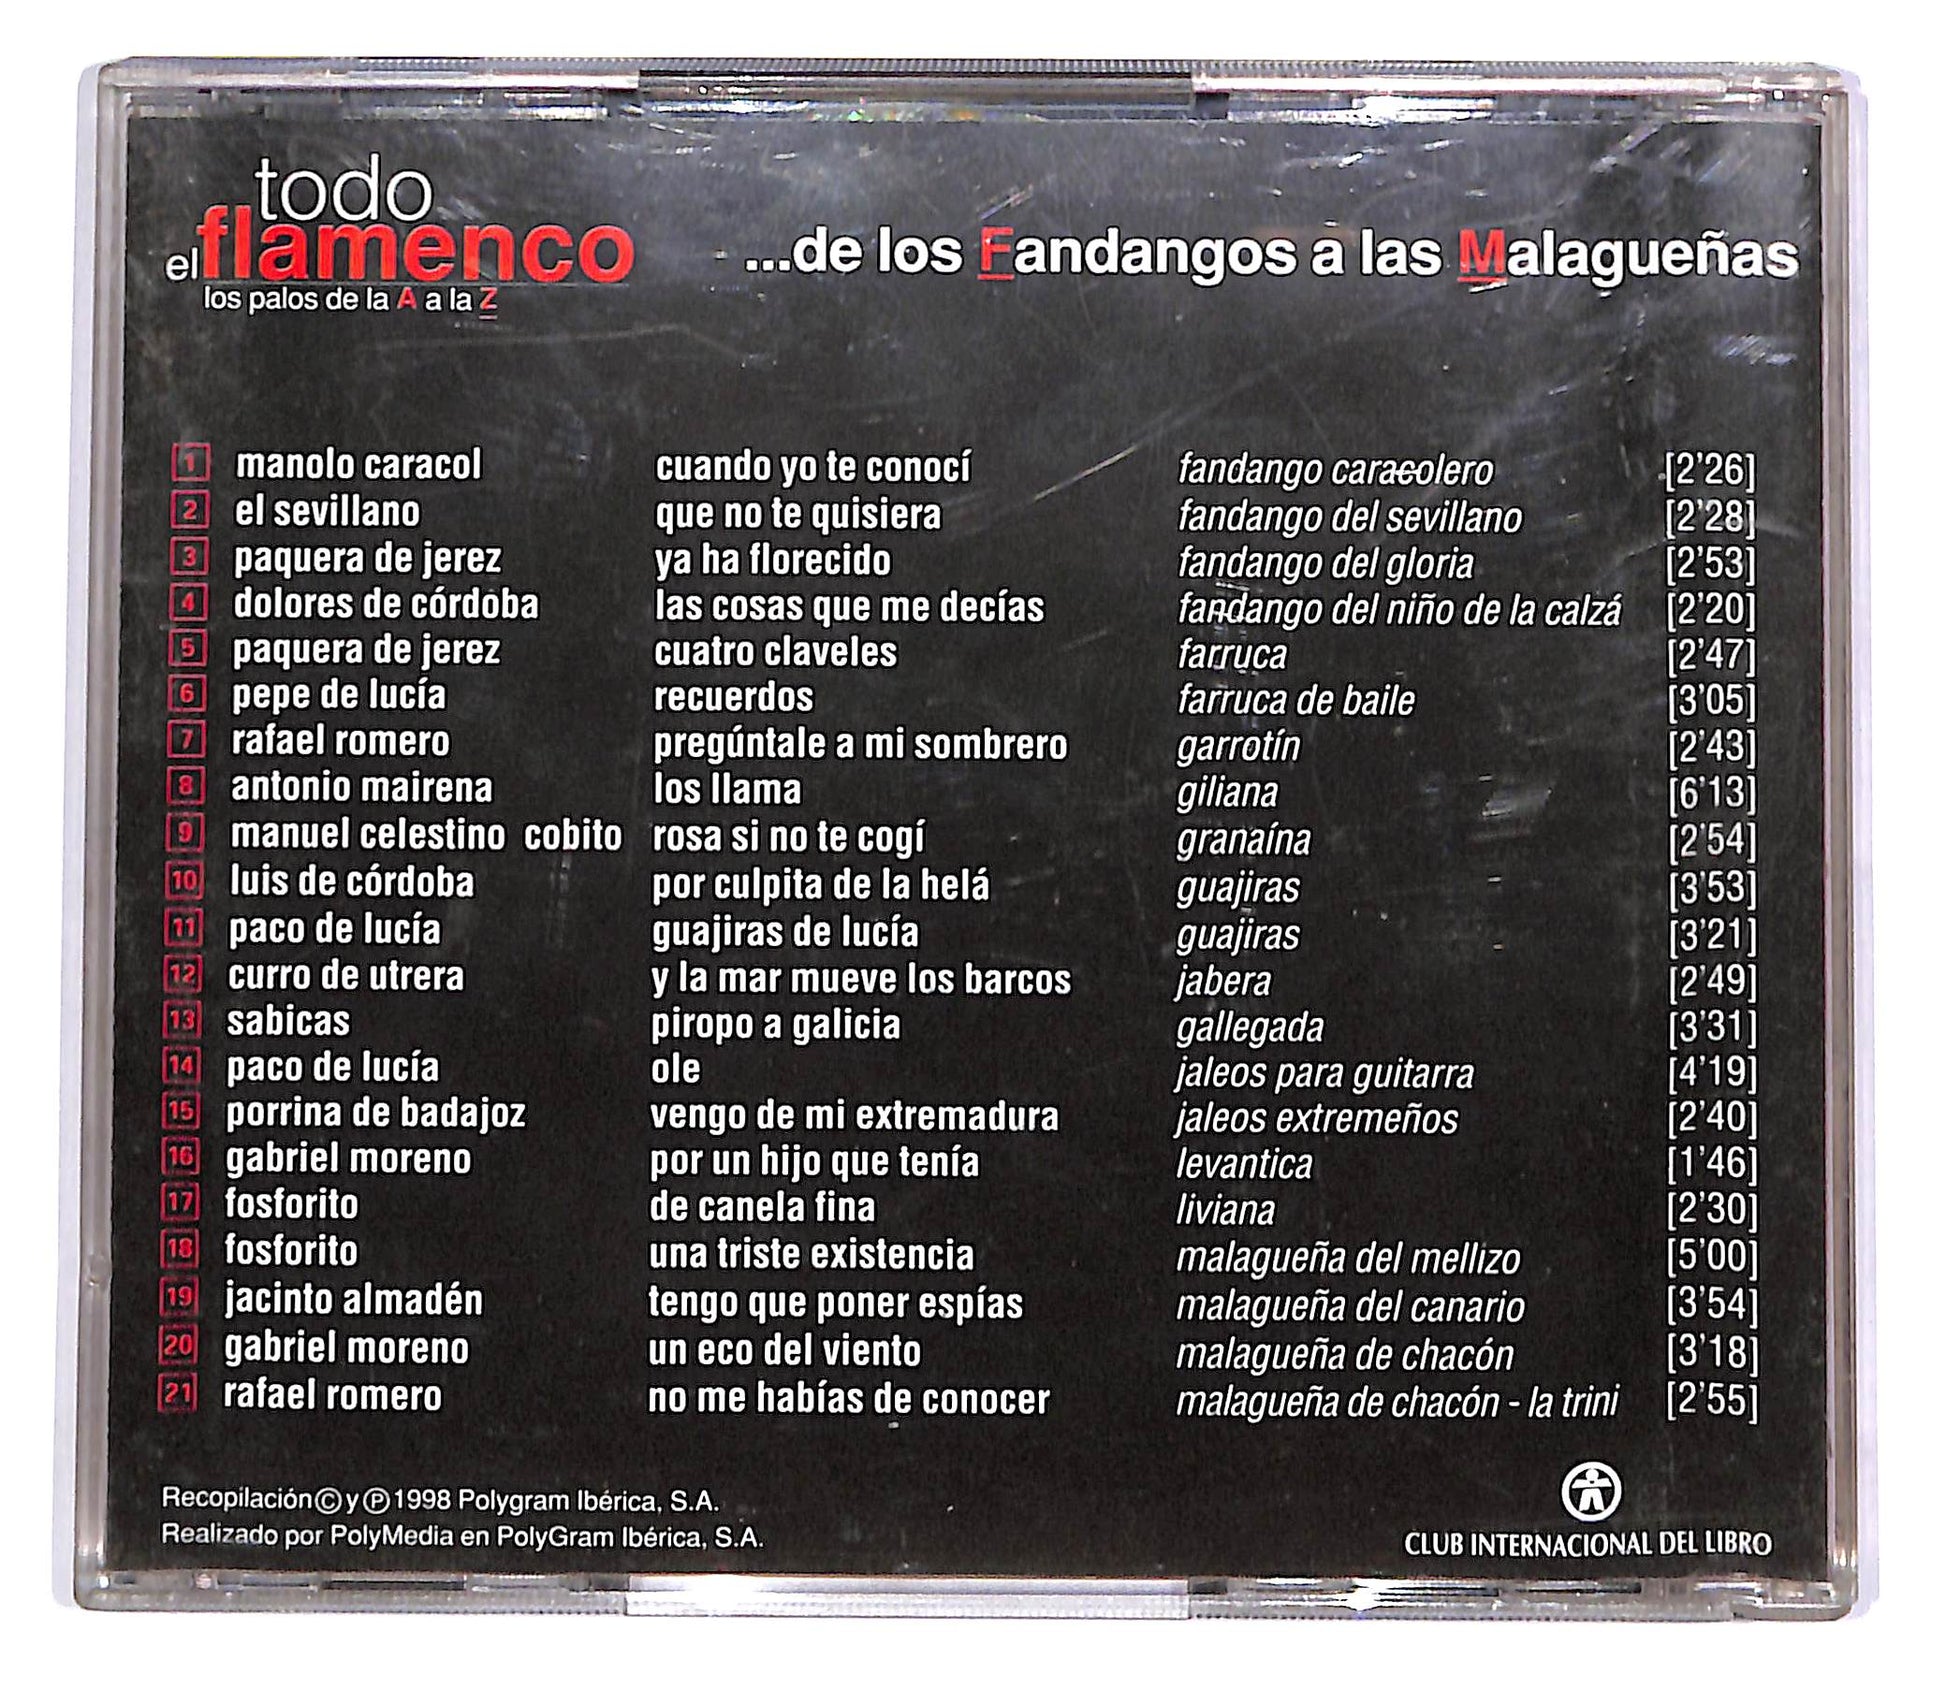 todo
el flamenco
los palos de la A a la Z
...de los Fandangos a las Malagueñas
1 manolo caracol cuando yo te conocí fandango caracolero [2'26]
2 el sevillano que no te quisiera fandango del sevillano [2'28]
3 paquera de jerez ya ha florecido fandango del gloria [2'53]
4 dolores de córdoba las cosas que me decías fandango del niño de la calzá [2'20]
5 paquera de jerez cuatro claveles farruca [2'47]
6 pepe de lucía recuerdos farruca de baile [3'05]
7 rafael romero pregúntale a mi sombrero garrotín [2'43]
8 antonio mairena los llama giliana [6'13]
9 manuel celestino cobito rosa si no te cogí granaína [2'54]
10 luis de córdoba por culpita de la helá guajiras [3'53]
11 paco de lucía guajiras de lucía guajiras [3'21]
12 curro de utrera y la mar mueve los barcos jabera [2'49]
13 sabicas piropo a galicia gallegada [3'31]
14 paco de lucía ole jaleos para guitarra [4'19]
15 porrina de badajoz vengo de mi extremadura jaleos extremeños [2'40]
16 gabriel moreno por un hijo que tenía levantica [1'46]
17 fosforito de canela fina liviana [2'30]
18 fosforito una triste existencia malagueña del mellizo [5'00]
19 jacinto almadén tengo que poner espías malagueña del canario [3'54]
20 gabriel moreno un eco del viento malagueña de chacón [3'18]
21 rafael romero no me habías de conocer malagueña de chacón - la trini [2'55]
Recopilación © y ℗ 1998 Polygram Ibérica, S.A.
Realizado por PolyMedia en PolyGram Ibérica, S.A.
CLUB INTERNACIONAL DEL LIBRO